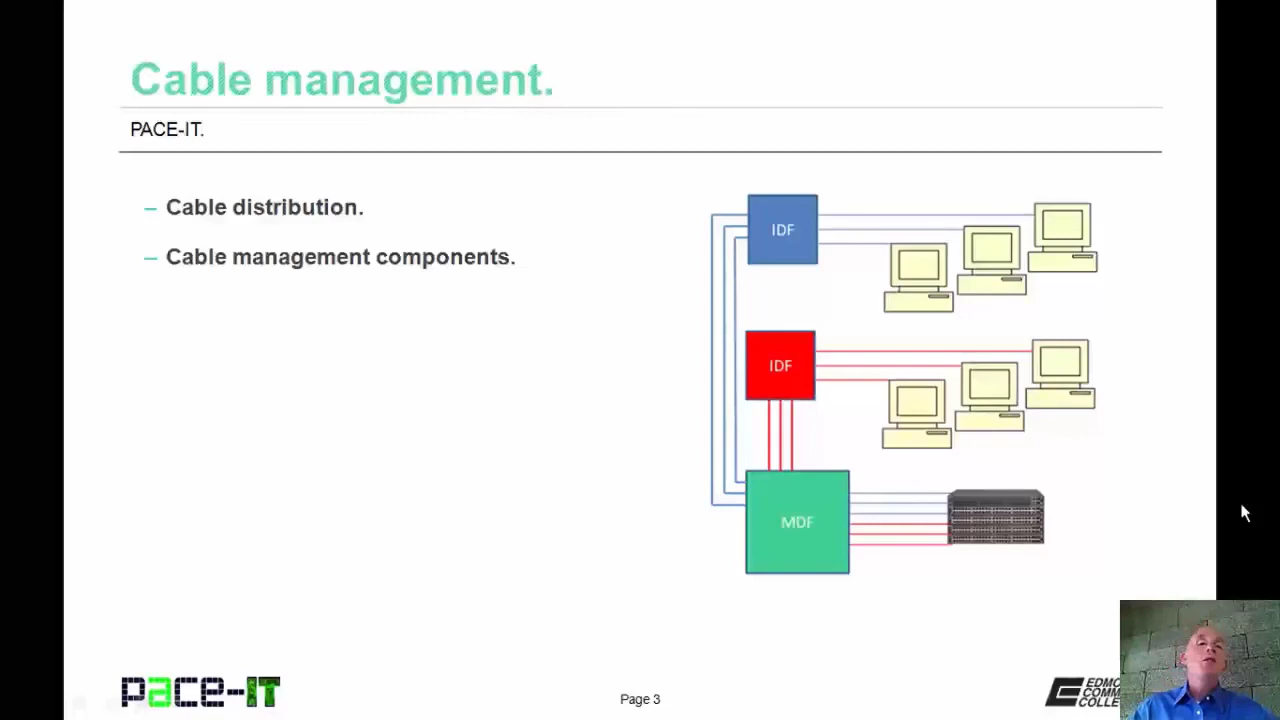 Cable management.
PACE-IT.
– Cable distribution.
– Cable management components.
IDF
IDF
MDF
pace-IT
Page 3